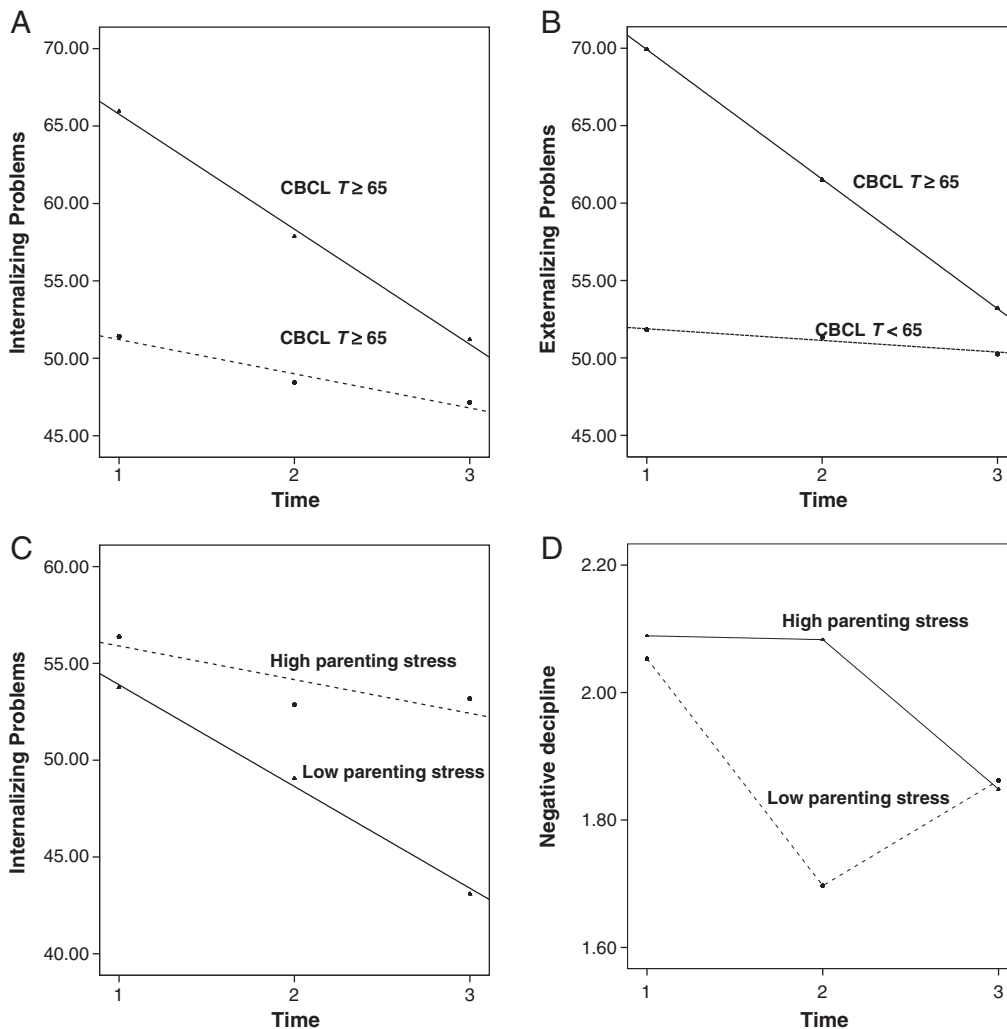 A
Internalizing Problems
70.00
65.00
60.00
55.00
50.00
45.00
CBCL T ≥ 65
CBCL T ≥ 65
1 2 3
Time
B
Externalizing Problems
70.00
65.00
60.00
55.00
50.00
45.00
CBCL T ≥ 65
CBCL T < 65
1 2 3
Time
C
Internalizing Problems
60.00
55.00
50.00
45.00
40.00
High parenting stress
Low parenting stress
1 2 3
Time
D
Negative decipline
2.20
2.00
1.80
1.60
High parenting stress
Low parenting stress
1 2 3
Time